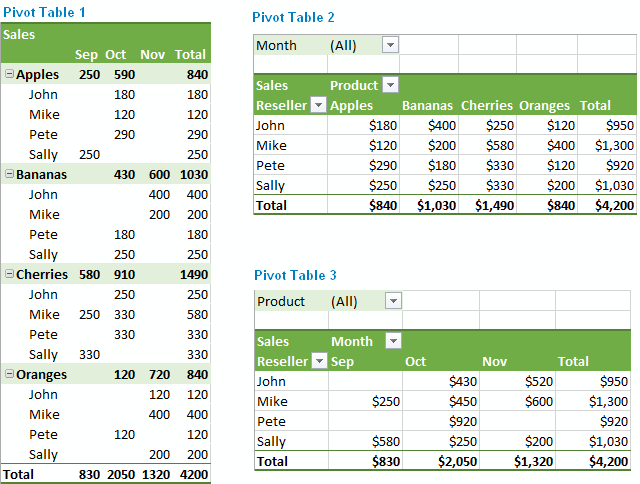 Pivot Table 1
Sales
Sep Oct Nov Total
Apples 250 590 840
John 180 180
Mike 120 120
Pete 290 290
Sally 250 250
Bananas 430 600 1030
John 400 400
Mike 200 200
Pete 180 180
Sally 250 250
Cherries 580 910 1490
John 250 250
Mike 250 330 580
Pete 330 330
Sally 330 330
Oranges 120 720 840
John 120 120
Mike 400 400
Pete 120 120
Sally 200 200
Total 830 2050 1320 4200
Pivot Table 2
Month (All)
Sales Product
Reseller Apples Bananas Cherries Oranges Total
John $180 $400 $250 $120 $950
Mike $120 $200 $580 $400 $1,300
Pete $290 $180 $330 $120 $920
Sally $250 $250 $330 $200 $1,030
Total $840 $1,030 $1,490 $840 $4,200
Pivot Table 3
Product (All)
Sales Month
Reseller Sep Oct Nov Total
John $430 $520 $950
Mike $250 $450 $600 $1,300
Pete $920 $920
Sally $580 $250 $200 $1,030
Total $830 $2,050 $1,320 $4,200